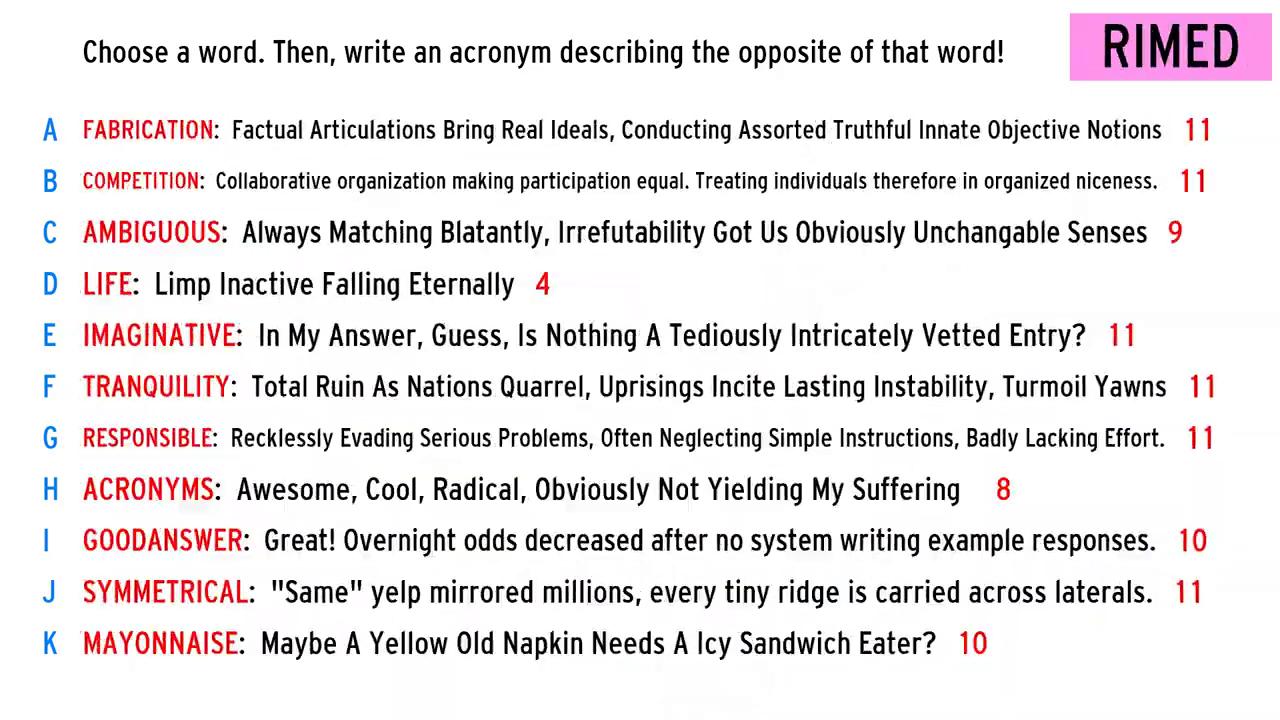 Choose a word. Then, write an acronym describing the opposite of that word!
RIMED
A FABRICATION: Factual Articulations Bring Real Ideals, Conducting Assorted Truthful Innate Objective Notions 11
B COMPETITION: Collaborative organization making participation equal. Treating individuals therefore in organized niceness. 11
C AMBIGUOUS: Always Matching Blatantly, Irrefutability Got Us Obviously Unchangable Senses 9
D LIFE: Limp Inactive Falling Eternally 4
E IMAGINATIVE: In My Answer, Guess, Is Nothing A Tediously Intricately Vetted Entry? 11
F TRANQUILITY: Total Ruin As Nations Quarrel, Uprisings Incite Lasting Instability, Turmoil Yawns 11
G RESPONSIBLE: Recklessly Evading Serious Problems, Often Neglecting Simple Instructions, Badly Lacking Effort. 11
H ACRONYMS: Awesome, Cool, Radical, Obviously Not Yielding My Suffering 8
I GOODANSWER: Great! Overnight odds decreased after no system writing example responses. 10
J SYMMETRICAL: "Same" yelp mirrored millions, every tiny ridge is carried across laterals. 11
K MAYONNAISE: Maybe A Yellow Old Napkin Needs A Icy Sandwich Eater? 10